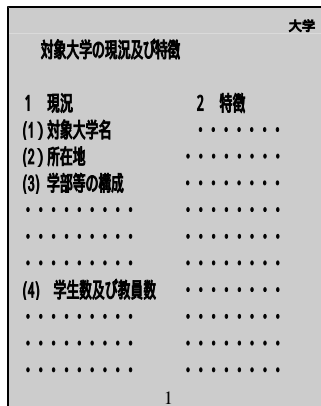 大学
対象大学の現況及び特徴
1 現況
(1)対象大学名
(2)所在地
(3) 学部等の構成
・・・・・・・・・
・・・・・・・・・
・・・・・・・・・
(4) 学生数及び教員数
・・・・・・・・・
・・・・・・・・・
・・・・・・・・・
2 特徴
・・・・・・・
・・・・・・・・
・・・・・・・・
・・・・・・・・
・・・・・・・・
・・・・・・・・
・・・・・・・・
・・・・・・・・
・・・・・・・・
・・・・・・・・
1